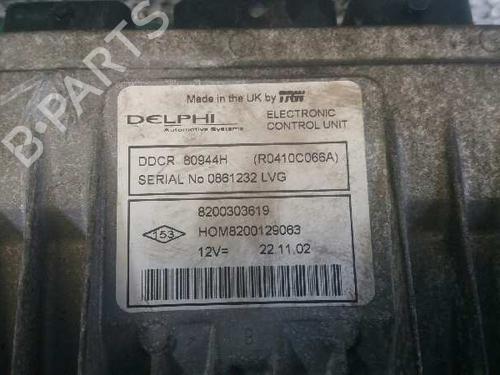 B-PARTS
Made in the UK by TRW
DELPHI
Automotive Systems
ELECTRONIC
CONTROL UNIT
DDCR 80944H (R0410C066A)
SERIAL No 0861232 LVG
8200303619
153
HOM8200129063
12V= 22.11.02